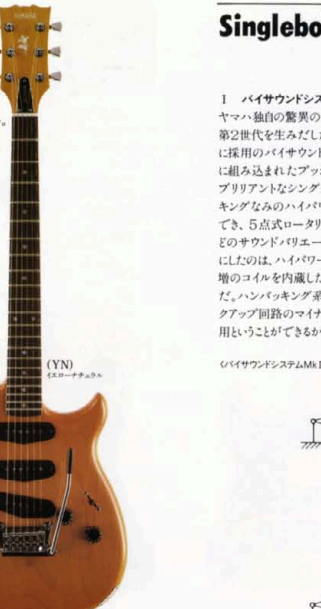 YAMAHA
(YN)
イエローナチュラル
Singlebo
I バイサウンドシス
ヤマハ独自の驚異の
第2世代を生みだした
に採用のバイサウンド
に組み込まれたプッ
ブリリアントなシング
キングなみのハイパワ
でき、5点式ロータリ
どのサウンドバリエー
にしたのは、ハイパワー
増のコイルを内蔵した
だ。ハンバッキング系
クアップ回路のマイナ
用ということができるか
〈バイサウンドシステムMkI